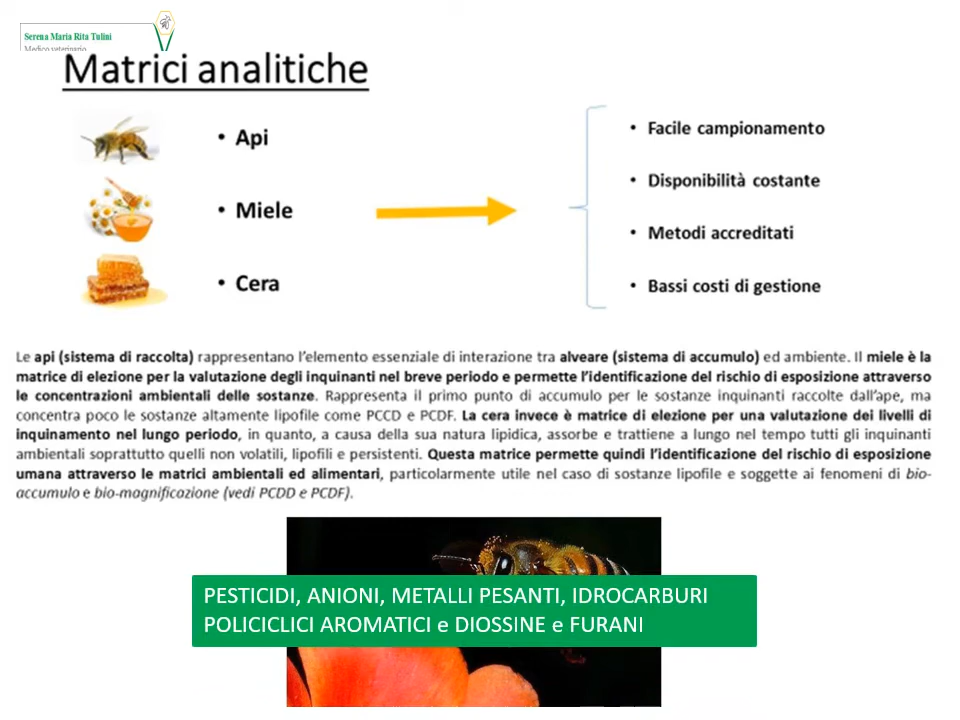 Serena Maria Rita Tulini
Medico veterinario
Matrici analitiche
• Api
• Miele
• Cera
• Facile campionamento
• Disponibilità costante
• Metodi accreditati
• Bassi costi di gestione
Le api (sistema di raccolta) rappresentano l'elemento essenziale di interazione tra alveare (sistema di accumulo) ed ambiente. Il miele è la
matrice di elezione per la valutazione degli inquinanti nel breve periodo e permette l'identificazione del rischio di esposizione attraverso
le concentrazioni ambientali delle sostanze. Rappresenta il primo punto di accumulo per le sostanze inquinanti raccolte dall'ape, ma
concentra poco le sostanze altamente lipofile come PCCD e PCDF. La cera invece è matrice di elezione per una valutazione dei livelli di
inquinamento nel lungo periodo, in quanto, a causa della sua natura lipidica, assorbe e trattiene a lungo nel tempo tutti gli inquinanti
ambientali soprattutto quelli non volatili, lipofili e persistenti. Questa matrice permette quindi l'identificazione del rischio di esposizione
umana attraverso le matrici ambientali ed alimentari, particolarmente utile nel caso di sostanze lipofile e soggette ai fenomeni di bio-
accumulo e bio-magnificazione (vedi PCDD e PCDF).
PESTICIDI, ANIONI, METALLI PESANTI, IDROCARBURI
POLICICLICI AROMATICI e DIOSSINE e FURANI